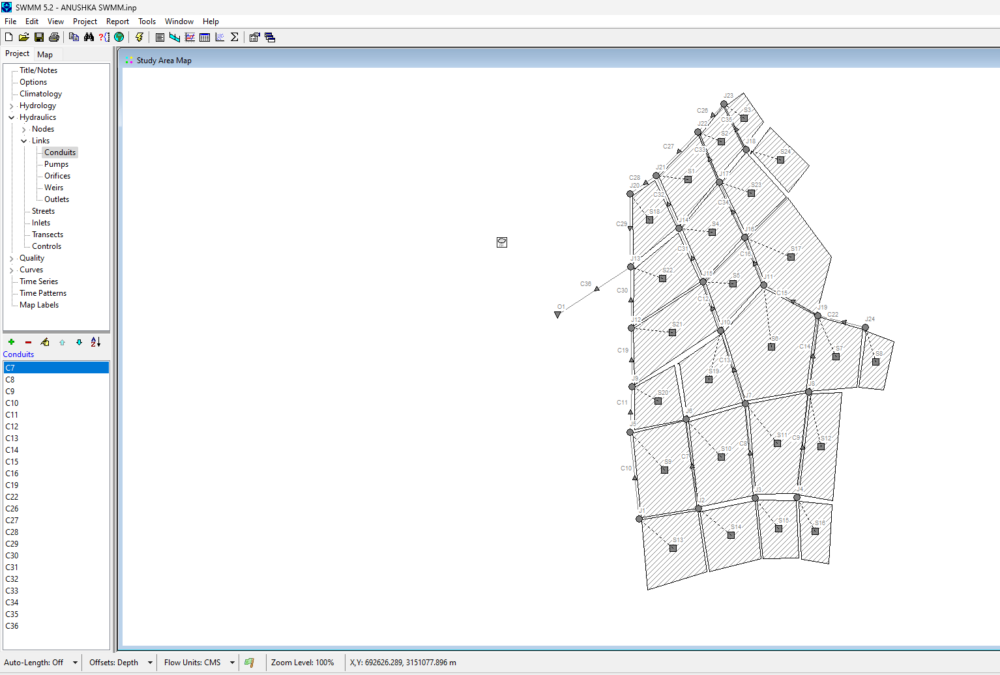 SWMM 5.2 - ANUSHKA SWMM.inp
File Edit View Project Report Tools Window Help
Project Map
Study Area Map
Title/Notes
Options
Climatology
Hydrology
Hydraulics
Nodes
Links
Conduits
Pumps
Orifices
Weirs
Outlets
Streets
Inlets
Transects
Controls
Quality
Curves
Time Series
Time Patterns
Map Labels
Conduits
C7
C8
C9
C10
C11
C12
C13
C14
C15
C16
C19
C22
C26
C27
C28
C29
C30
C31
C32
C33
C34
C35
C36
J23
C26
S3
C35
J22
S2
J18
C27
C33
S24
J21
S1
J17
C28
J20
S23
C32
C34
S18
J14
C29
S4
J16
C31
S17
C16
J13
S22
J15
S5
J11
C36
C30
C12
C15
O1
J19
C22
J24
J12
S21
J10
S6
C14
S7
S8
C19
C13
S19
J9
S20
J8
C11
J7
J6
J5
S11
C8
C9
S12
S10
C7
S9
C10
J3
J4
J2
J1
S15
S16
S14
S13
Auto-Length: Off Offsets: Depth Flow Units: CMS Zoom Level: 100% X,Y: 692626.289, 3151077.896 m